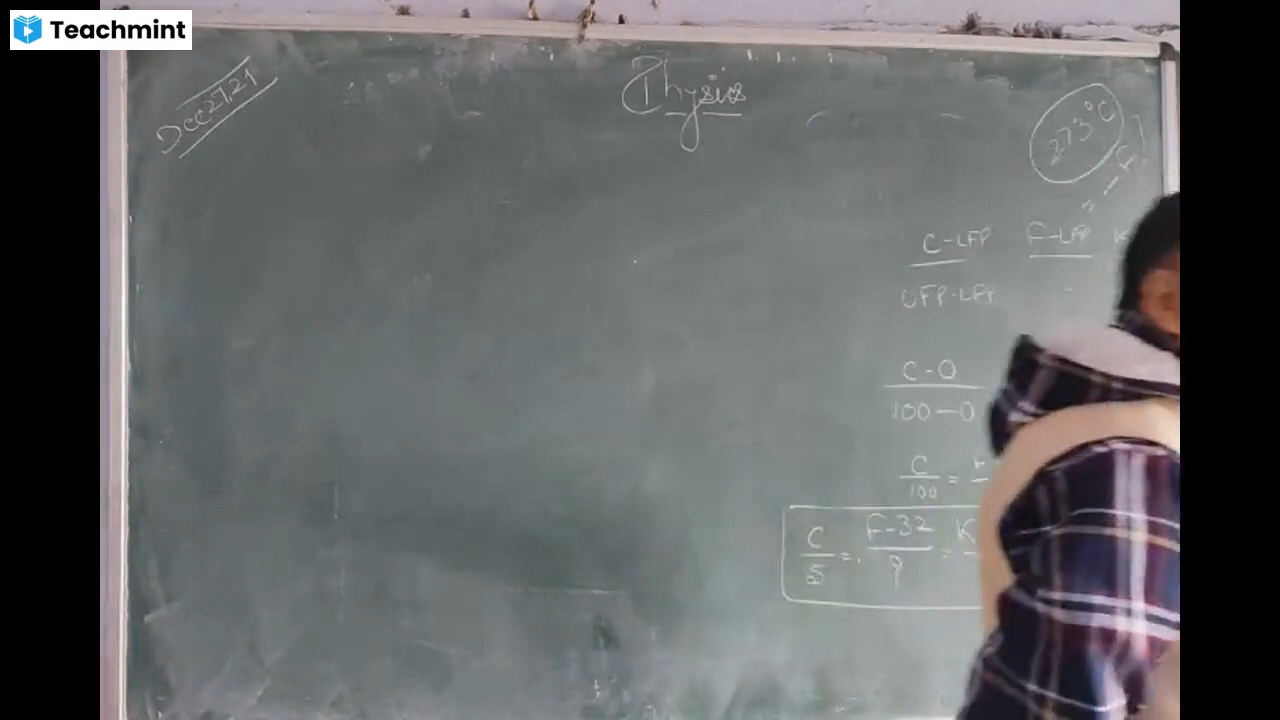 Teachmint
Dec 27, 21
Physics
273°C
C-LFP F-LFP K
UFP-LFP
C-0
100-0
C
100 =
C/5 = F-32/9 = K